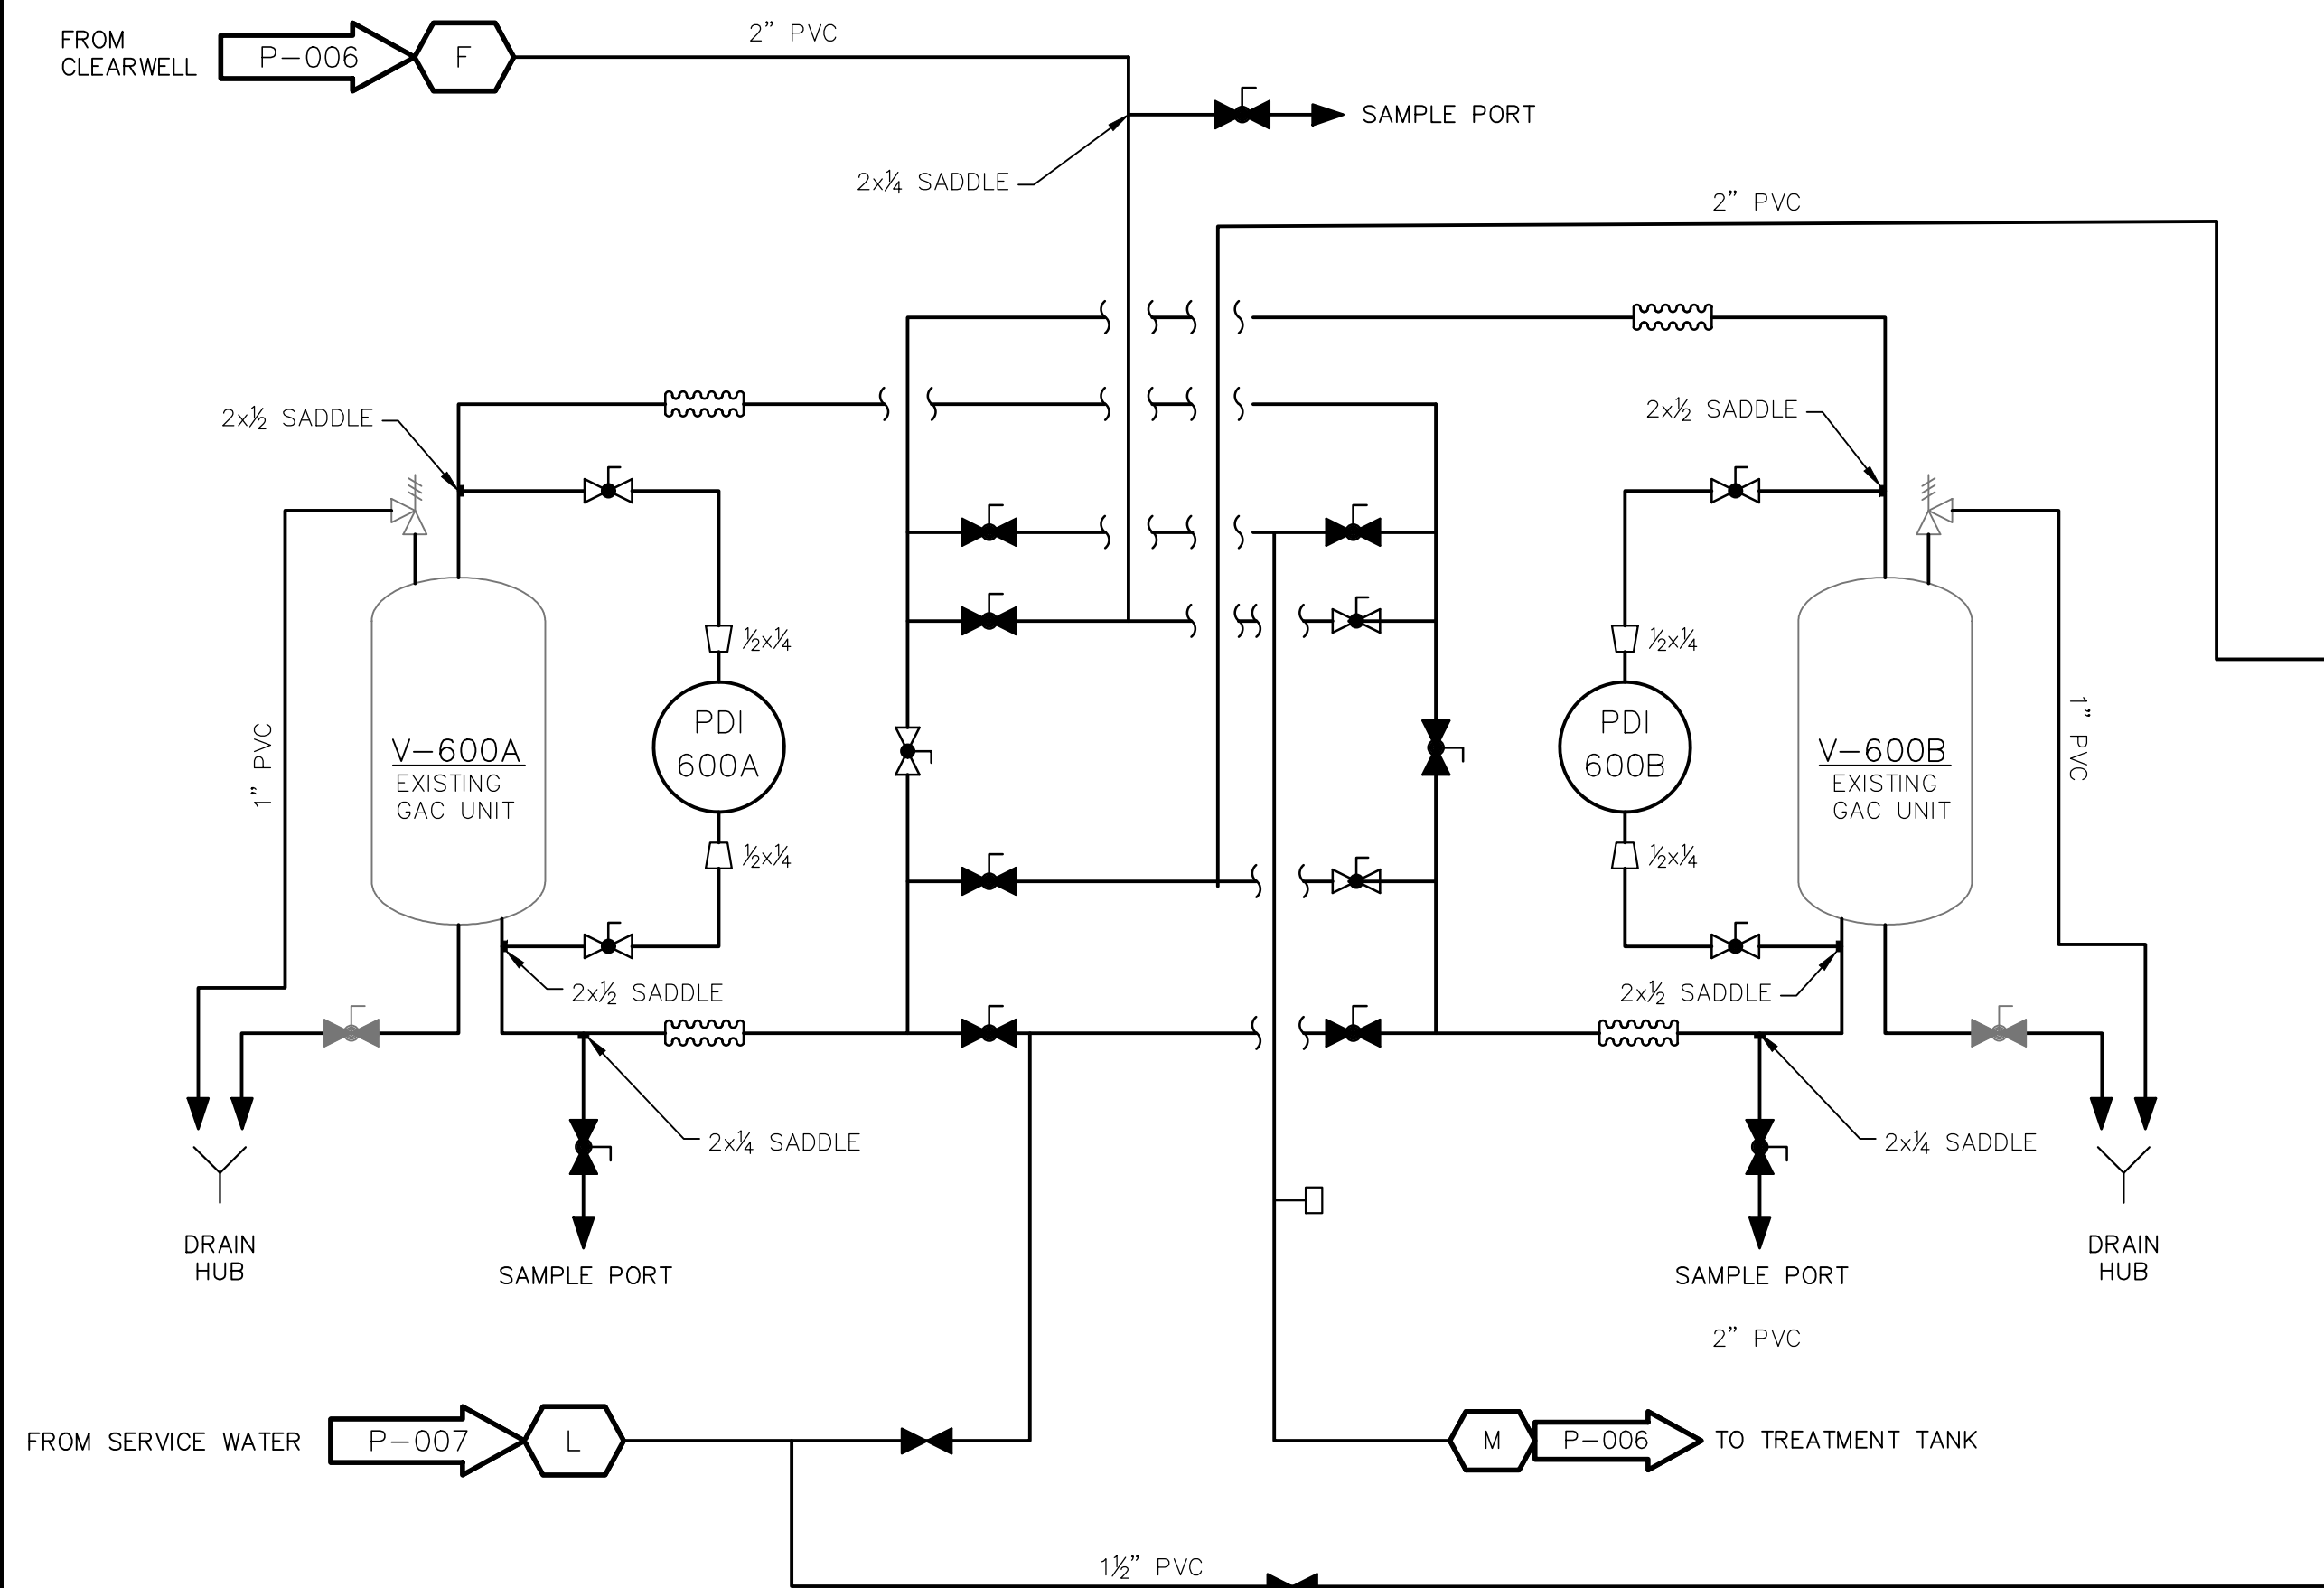 2” PVC
FROM
CLEARWELL
P-006
F
SAMPLE PORT
2x¼ SADDLE
2” PVC
2x½ SADDLE
2x½ SADDLE
½x¼
½x¼
PDI
600A
PDI
600B
1” PVC
V-600A
EXISTING
GAC UNIT
V-600B
EXISTING
GAC UNIT
1” PVC
½x¼
½x¼
2x½ SADDLE
2x½ SADDLE
2x¼ SADDLE
2x¼ SADDLE
DRAIN
HUB
SAMPLE PORT
SAMPLE PORT
DRAIN
HUB
2” PVC
FROM SERVICE WATER
P-007
L
M
P-006
TO TREATMENT TANK
1½” PVC